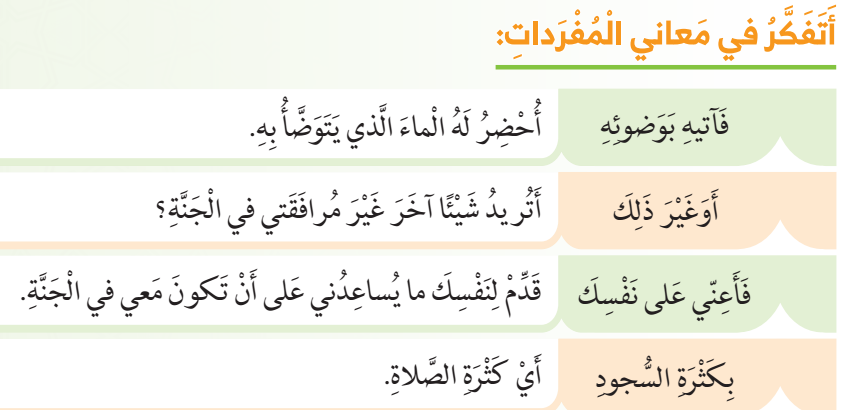 أَتَفَكَّرُ في مَعاني الْمُفْرَداتِ:
فَآتيهِ بِوَضوئِهِ أُحْضِرُ لَهُ الْماءَ الَّذي يَتَوَضَّأُ بِهِ.
أَوَغَيْرَ ذَلِكَ أَتُريدُ شَيْئًا آخَرَ غَيْرَ مُرافَقَتي في الْجَنَّةِ؟
فَأَعِنّي عَلى نَفْسِكَ قَدِّمْ لِنَفْسِكَ ما يُساعِدُني عَلى أَنْ تَكونَ مَعي في الْجَنَّةِ.
بِكَثْرَةِ السُّجودِ أَيْ كَثْرَةِ الصَّلاةِ.